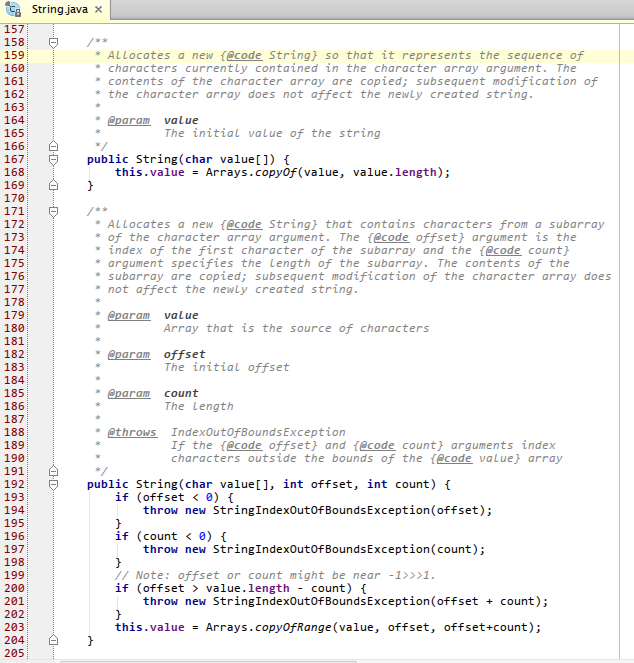 String.java ×
157
158 /**
159 * Allocates a new {@code String} so that it represents the sequence of
160 * characters currently contained in the character array argument. The
161 * contents of the character array are copied; subsequent modification of
162 * the character array does not affect the newly created string.
163 *
164 * @param value
165 * The initial value of the string
166 */
167 public String(char value[]) {
168 this.value = Arrays.copyOf(value, value.length);
169 }
170
171 /**
172 * Allocates a new {@code String} that contains characters from a subarray
173 * of the character array argument. The {@code offset} argument is the
174 * index of the first character of the subarray and the {@code count}
175 * argument specifies the length of the subarray. The contents of the
176 * subarray are copied; subsequent modification of the character array does
177 * not affect the newly created string.
178 *
179 * @param value
180 * Array that is the source of characters
181 *
182 * @param offset
183 * The initial offset
184 *
185 * @param count
186 * The length
187 *
188 * @throws IndexOutOfBoundsException
189 * If the {@code offset} and {@code count} arguments index
190 * characters outside the bounds of the {@code value} array
191 */
192 public String(char value[], int offset, int count) {
193 if (offset < 0) {
194 throw new StringIndexOutOfBoundsException(offset);
195 }
196 if (count < 0) {
197 throw new StringIndexOutOfBoundsException(count);
198 }
199 // Note: offset or count might be near -1>>>1.
200 if (offset > value.length - count) {
201 throw new StringIndexOutOfBoundsException(offset + count);
202 }
203 this.value = Arrays.copyOfRange(value, offset, offset+count);
204 }
205